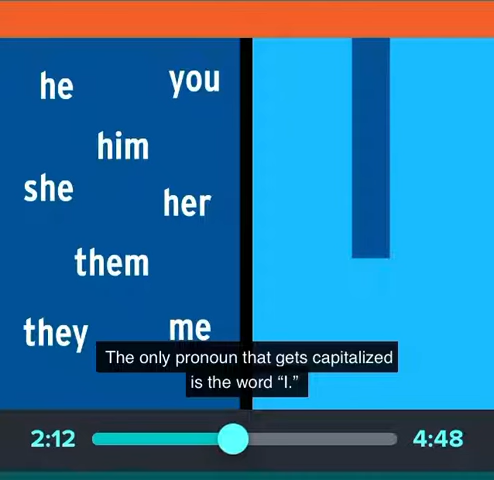 he you
him
she
her
them
they me
I
The only pronoun that gets capitalized
is the word “I.”
2:12 4:48